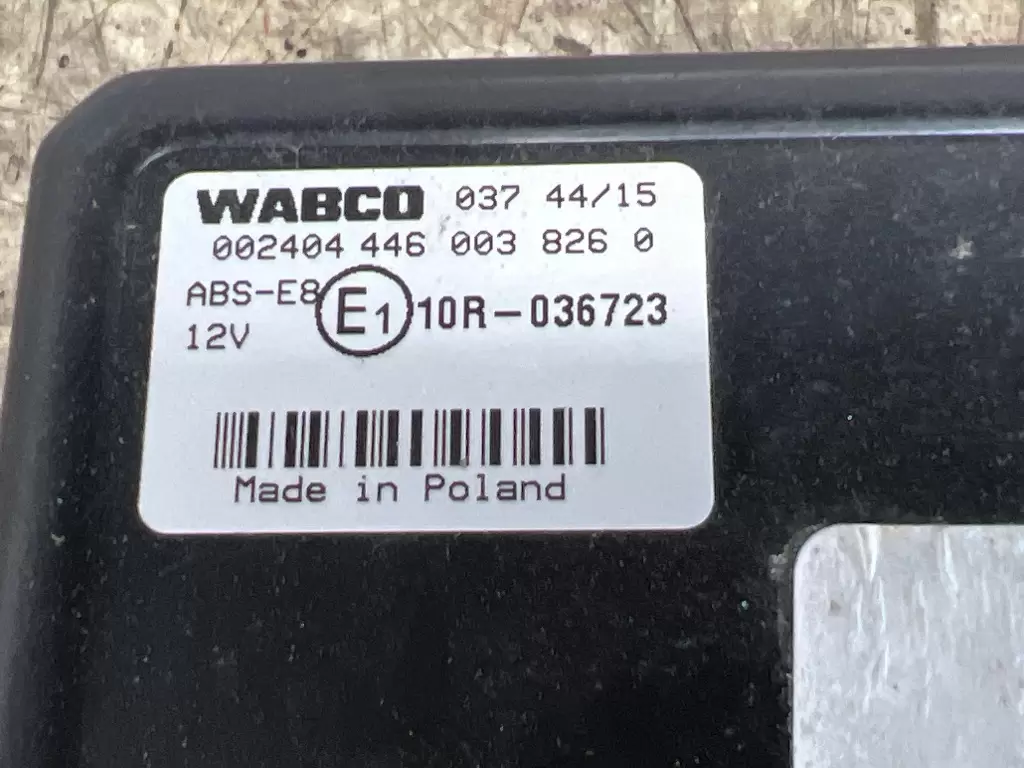 WABCO 037 44/15
002404 446 003 826 0
ABS-E8 E1 10R-036723
12V
Made in Poland